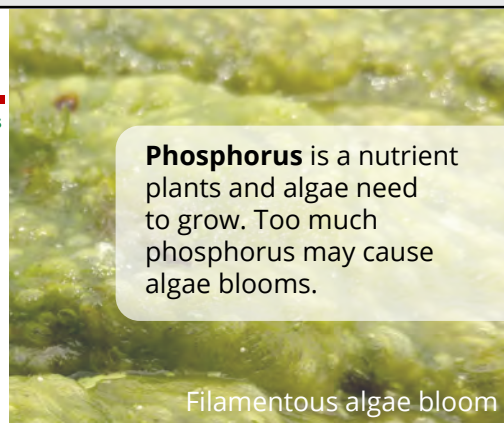 Phosphorus is a nutrient
plants and algae need
to grow. Too much
phosphorus may cause
algae blooms.
Filamentous algae bloom